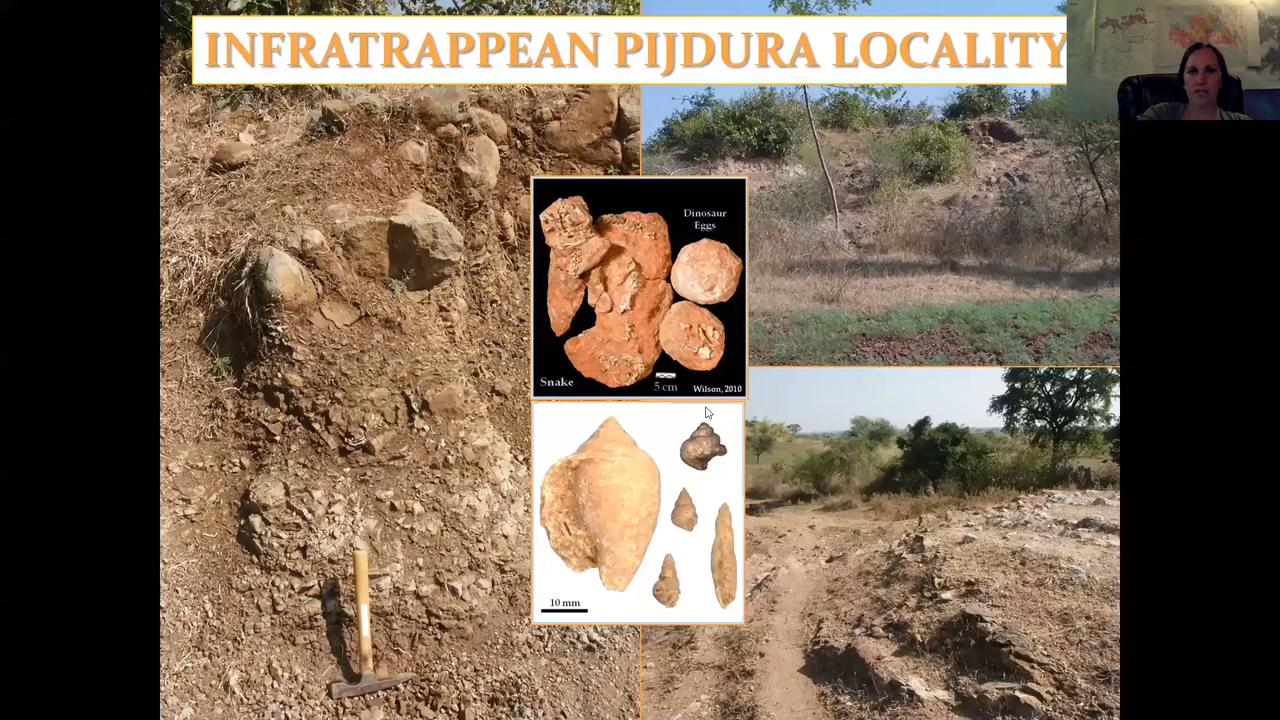 INFRATRAPPEAN PIJDURA LOCALITY
Dinosaur
Eggs
Snake
5 cm
Wilson, 2010
10 mm